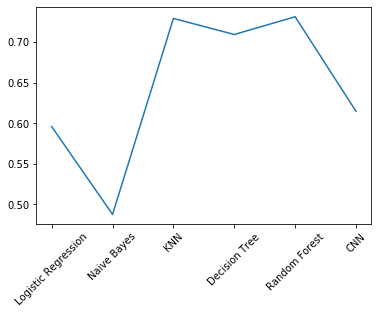 0.70
0.65
0.60
0.55
0.50
Logistic Regression
Naive Bayes
KNN
Decision Tree
Random Forest
CNN